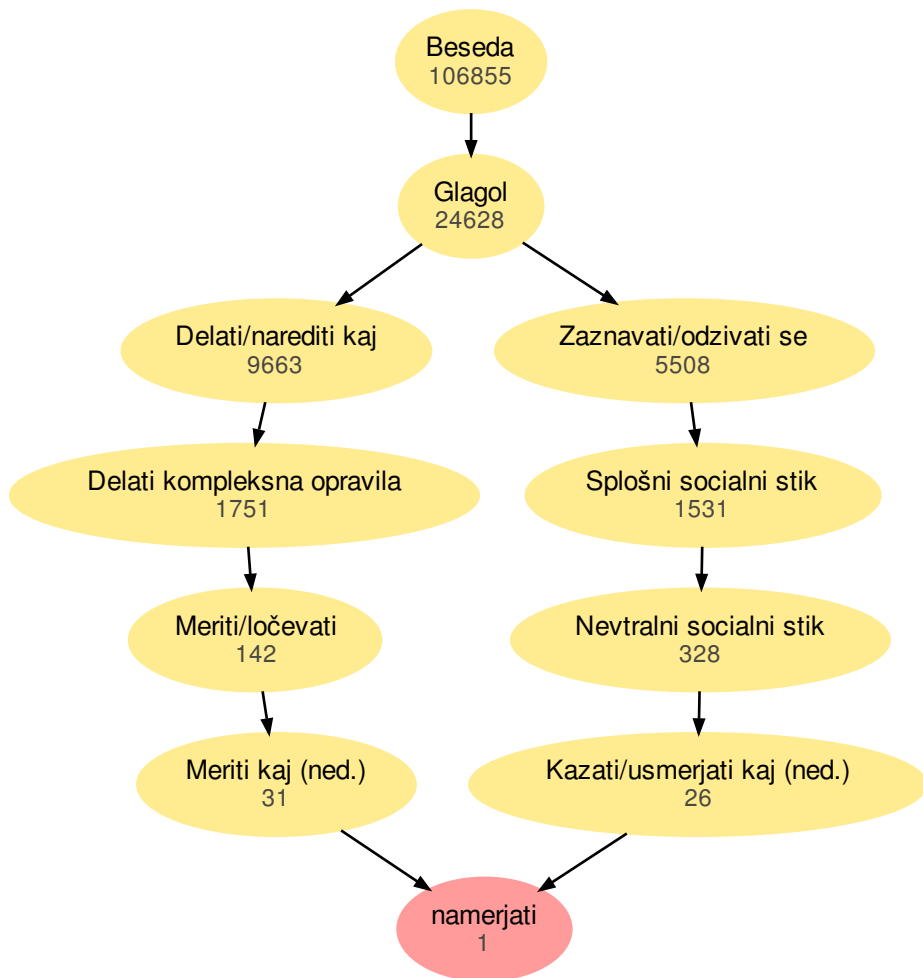 Beseda
106855
Glagol
24628
Delati/narediti kaj
9663
Zaznavati/odzivati se
5508
Delati kompleksna opravila
1751
Splošni socialni stik
1531
Meriti/ločevati
142
Nevtralni socialni stik
328
Meriti kaj (ned.)
31
Kazati/usmerjati kaj (ned.)
26
namerjati
1